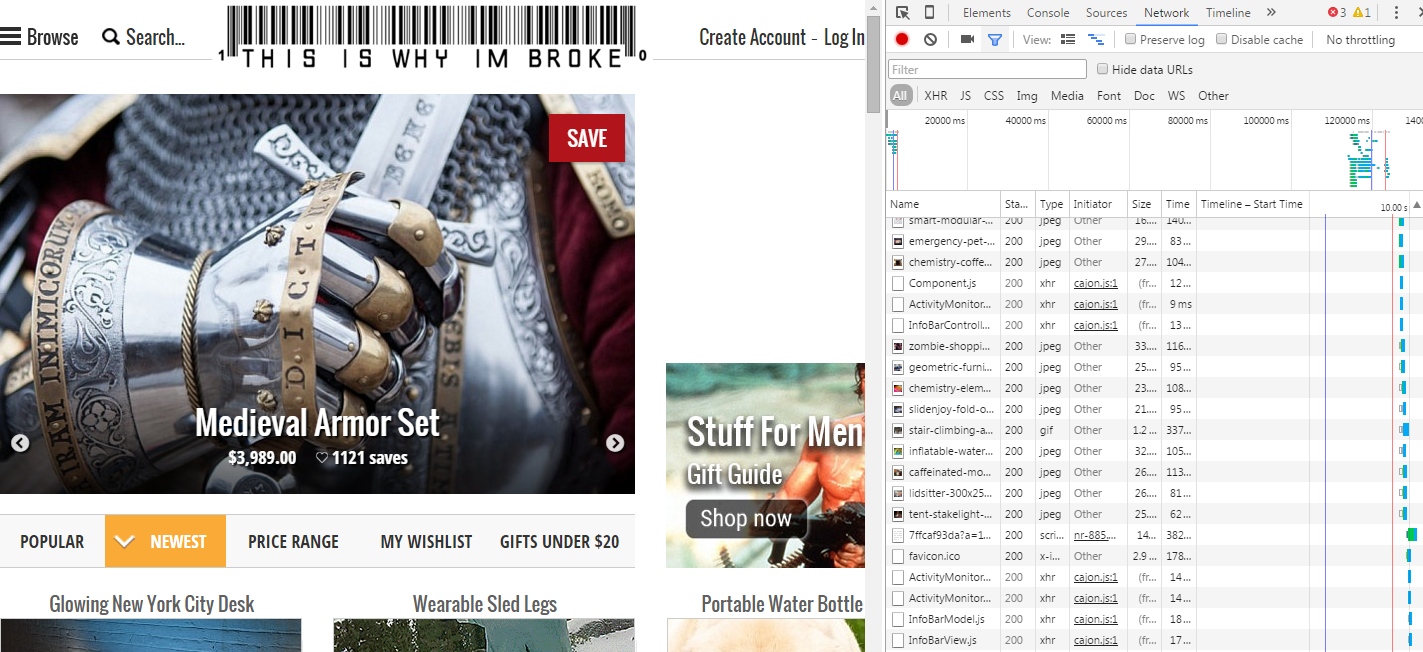 Browse
Search...
1 THIS IS WHY IM BROKE 0
Create Account - Log In
SAVE
DICTUM
IRAM INIMICORUM
Medieval Armor Set
$3,989.00 1121 saves
Stuff For Men
Gift Guide
Shop now
POPULAR NEWEST PRICE RANGE MY WISHLIST GIFTS UNDER $20
Glowing New York City Desk
Wearable Sled Legs
Portable Water Bottle
Elements Console Sources Network Timeline » 3 1
View: Preserve log Disable cache No throttling
Filter Hide data URLs
All XHR JS CSS Img Media Font Doc WS Other
20000 ms 40000 ms 60000 ms 80000 ms 100000 ms 120000 ms 1400
Name Sta... Type Initiator Size Time Timeline – Start Time 10.00 s
smart-modular-... 200 jpeg Other 16.... 140...
emergency-pet-... 200 jpeg Other 29.... 83...
chemistry-coffe... 200 jpeg Other 27.... 104...
Component.js 200 xhr cajon.js:1 (fr... 12...
ActivityMonitor... 200 xhr cajon.js:1 (fr... 9 ms
InfoBarControll... 200 xhr cajon.js:1 (fr... 13...
zombie-shoppi... 200 jpeg Other 33.... 116...
geometric-furni... 200 jpeg Other 25.... 95...
chemistry-elem... 200 jpeg Other 23.... 108...
slidenjoy-fold-o... 200 jpeg Other 21.... 95...
stair-climbing-a... 200 gif Other 1.2 ... 337...
inflatable-water... 200 jpeg Other 32.... 105...
caffeinated-mo... 200 jpeg Other 26.... 113...
lidsitter-300x25... 200 jpeg Other 26.... 81...
tent-stakelight-... 200 jpeg Other 25.... 62...
7ffcaf93da?a=1... 200 scri... nr-885.... 14... 382...
favicon.ico 200 x-i... Other 2.9 ... 178...
ActivityMonitor... 200 xhr cajon.js:1 (fr... 14...
ActivityMonitor... 200 xhr cajon.js:1 (fr... 14...
InfoBarModel.js 200 xhr cajon.js:1 (fr... 18...
InfoBarView.js 200 xhr cajon.js:1 (fr... 17...